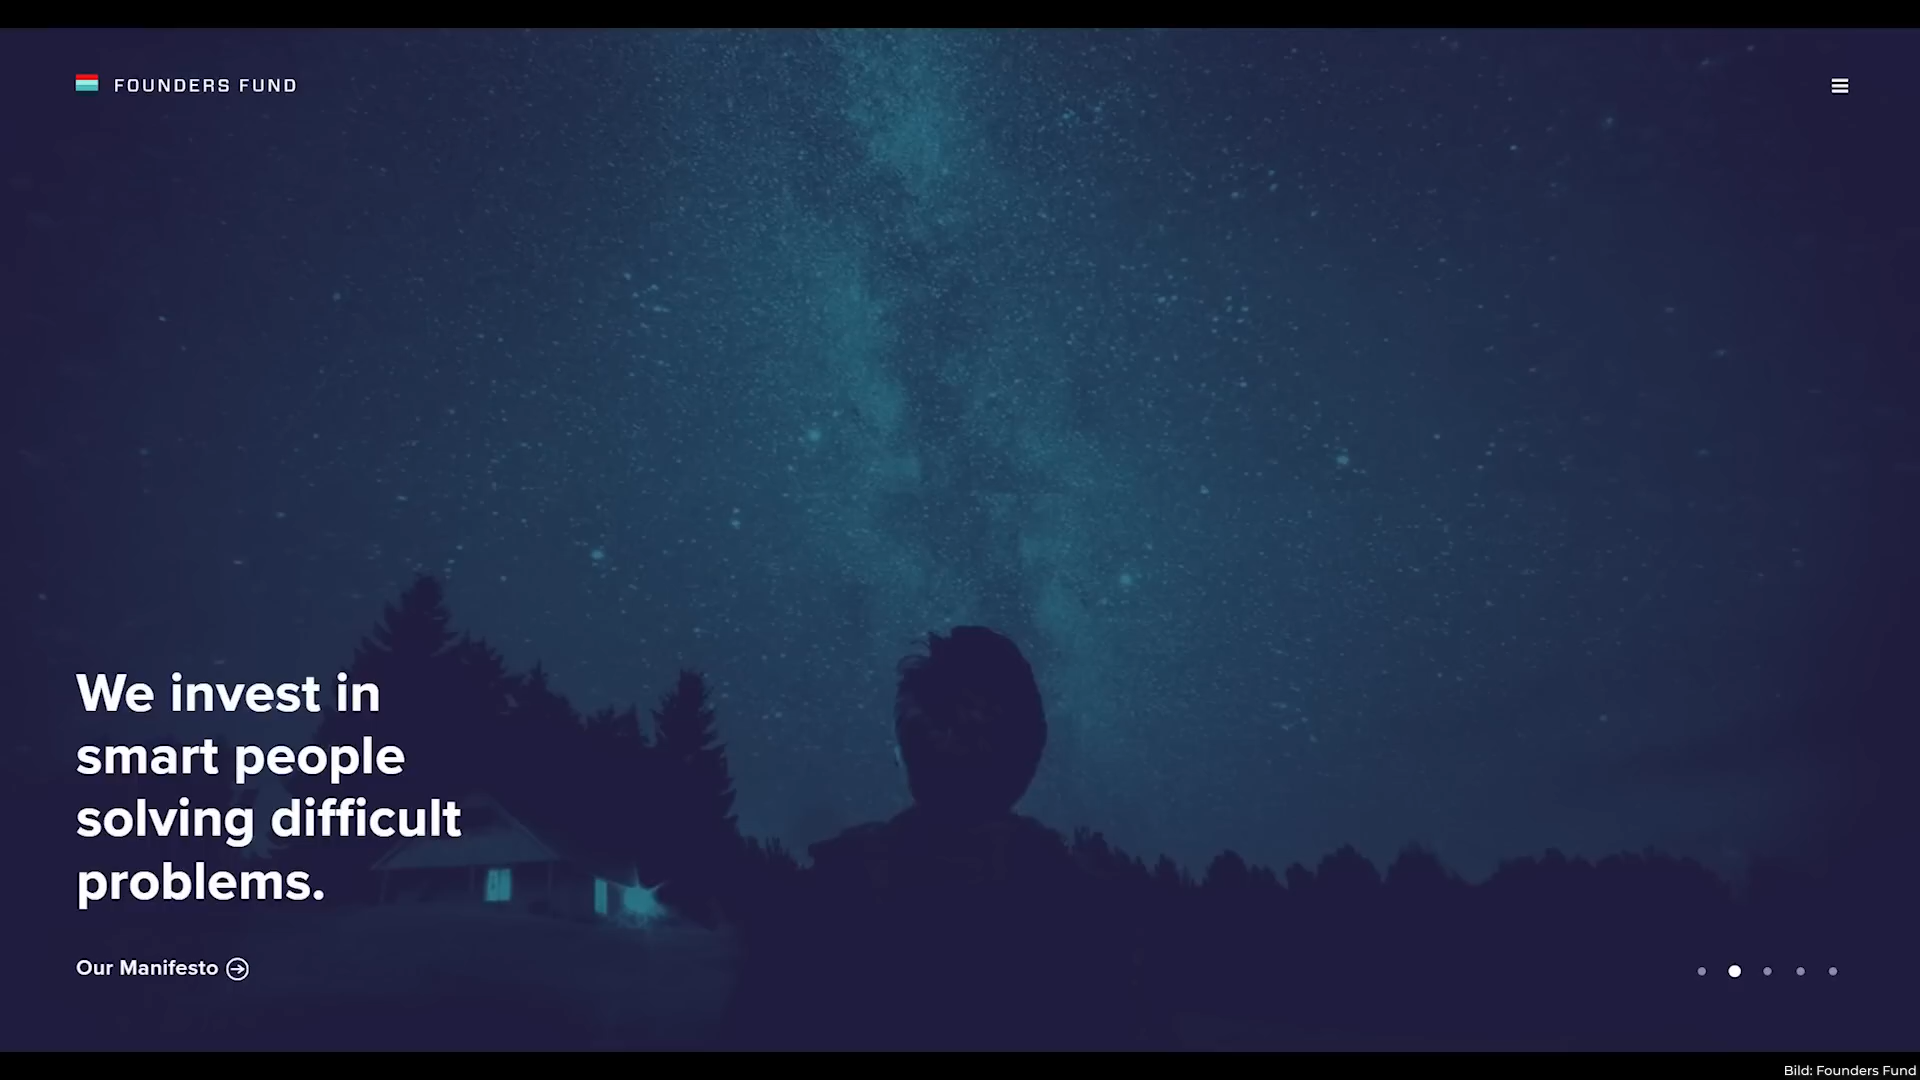 FOUNDERS FUND
We invest in
smart people
solving difficult
problems.
Our Manifesto
Bild: Founders Fund